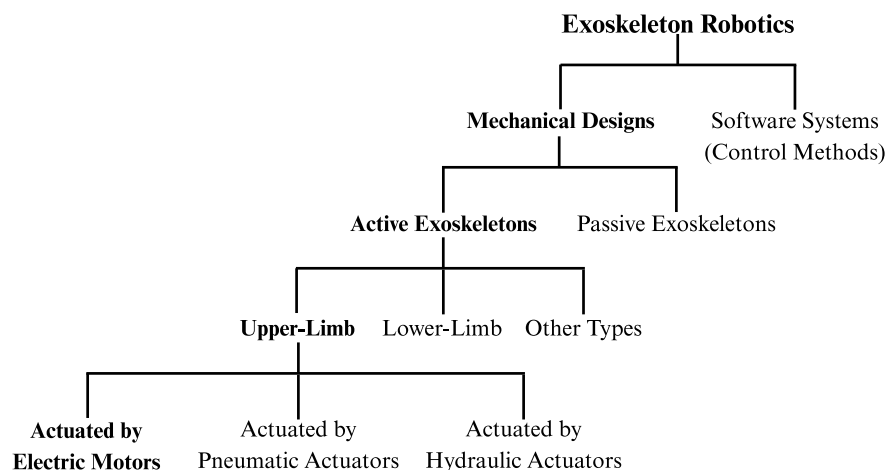 Exoskeleton Robotics
Mechanical Designs
Software Systems
(Control Methods)
Active Exoskeletons
Passive Exoskeletons
Upper-Limb
Lower-Limb
Other Types
Actuated by
Electric Motors
Actuated by
Pneumatic Actuators
Actuated by
Hydraulic Actuators